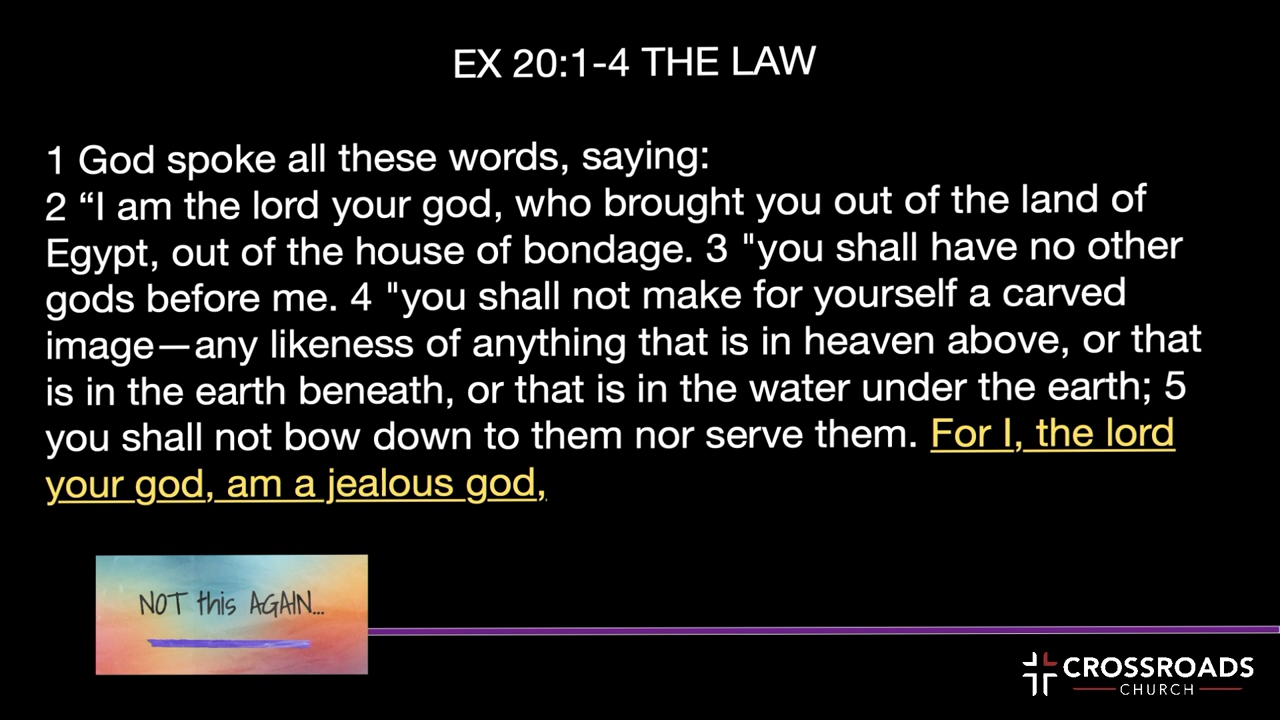 EX 20:1-4 THE LAW
1 God spoke all these words, saying:
2 “I am the lord your god, who brought you out of the land of
Egypt, out of the house of bondage. 3 "you shall have no other
gods before me. 4 "you shall not make for yourself a carved
image—any likeness of anything that is in heaven above, or that
is in the earth beneath, or that is in the water under the earth; 5
you shall not bow down to them nor serve them. For I, the lord
your god, am a jealous god,
NOT this AGAIN...
CROSSROADS
CHURCH